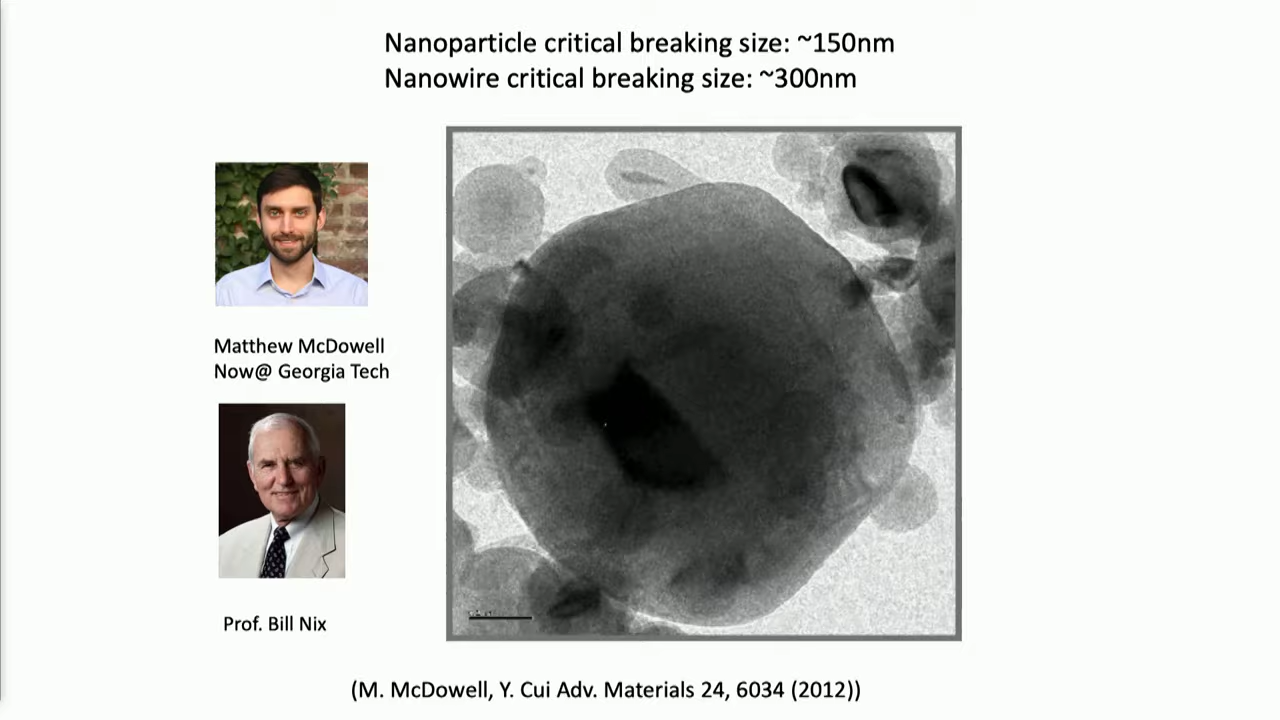 Nanoparticle critical breaking size: ~150nm
Nanowire critical breaking size: ~300nm
Matthew McDowell
Now@ Georgia Tech
Prof. Bill Nix
(M. McDowell, Y. Cui Adv. Materials 24, 6034 (2012))